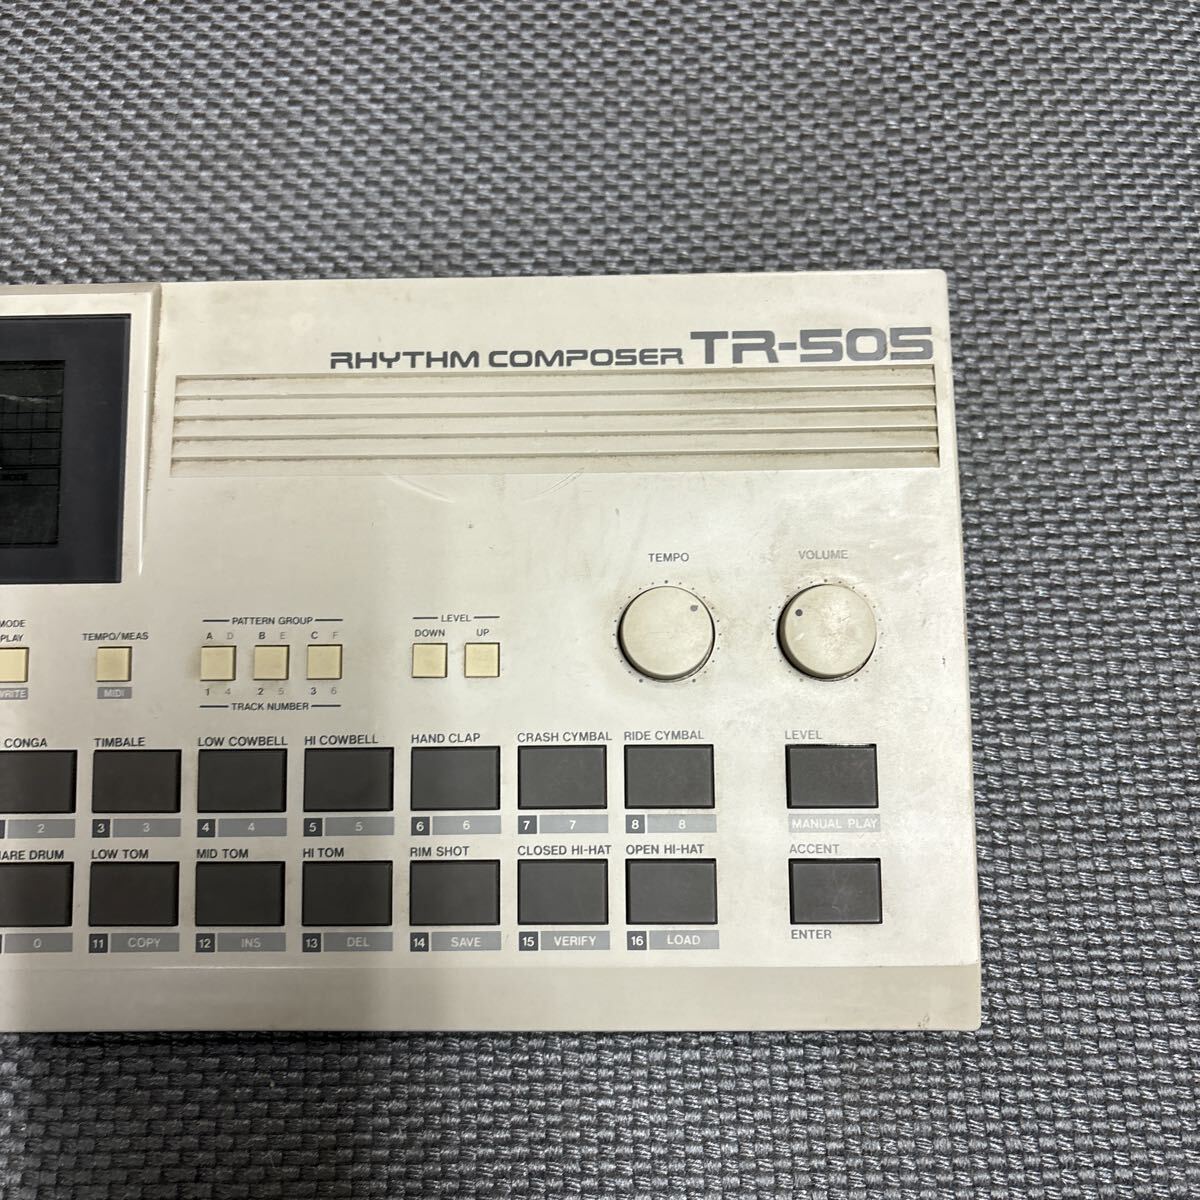 RHYTHM COMPOSER TR-505
MODE
TEMPO VOLUME
MODE
PLAY
WRITE
TEMPO/MEAS
MIDI
PATTERN GROUP
A D B E C F
1 4 2 5 3 6
TRACK NUMBER
LEVEL
DOWN UP
CONGA TIMBALE LOW COWBELL HI COWBELL HAND CLAP CRASH CYMBAL RIDE CYMBAL LEVEL
2 3 3 4 4 5 5 6 6 7 7 8 8 MANUAL PLAY
NARE DRUM LOW TOM MID TOM HI TOM RIM SHOT CLOSED HI-HAT OPEN HI-HAT ACCENT
0 11 COPY 12 INS 13 DEL 14 SAVE 15 VERIFY 16 LOAD ENTER